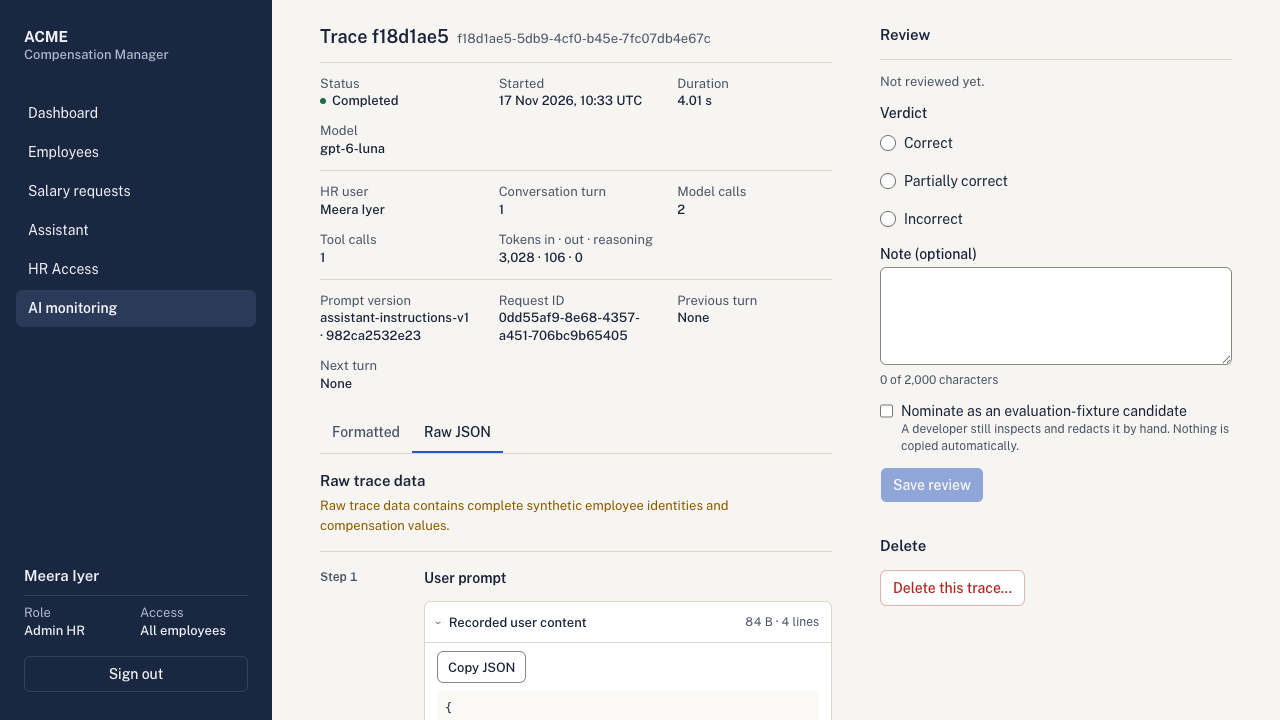 ACME
Compensation Manager
Dashboard
Employees
Salary requests
Assistant
HR Access
AI monitoring
Meera Iyer
Role
Access
Admin HR
All employees
Sign out
Trace f18d1ae5 f18d1ae5-5db9-4cf0-b45e-7fc07db4e67c
Status
Started
Duration
Completed
17 Nov 2026, 10:33 UTC
4.01 s
Model
gpt-6-luna
HR user
Conversation turn
Model calls
Meera Iyer
1
2
Tool calls
Tokens in · out · reasoning
1
3,028 · 106 · 0
Prompt version
Request ID
Previous turn
assistant-instructions-v1
· 982ca2532e23
0dd55af9-8e68-4357-
a451-706bc9b65405
None
Next turn
None
Formatted
Raw JSON
Raw trace data
Raw trace data contains complete synthetic employee identities and
compensation values.
Step 1
User prompt
Recorded user content
84 B · 4 lines
Copy JSON
{
Review
Not reviewed yet.
Verdict
Correct
Partially correct
Incorrect
Note (optional)
0 of 2,000 characters
Nominate as an evaluation-fixture candidate
A developer still inspects and redacts it by hand. Nothing is
copied automatically.
Save review
Delete
Delete this trace...